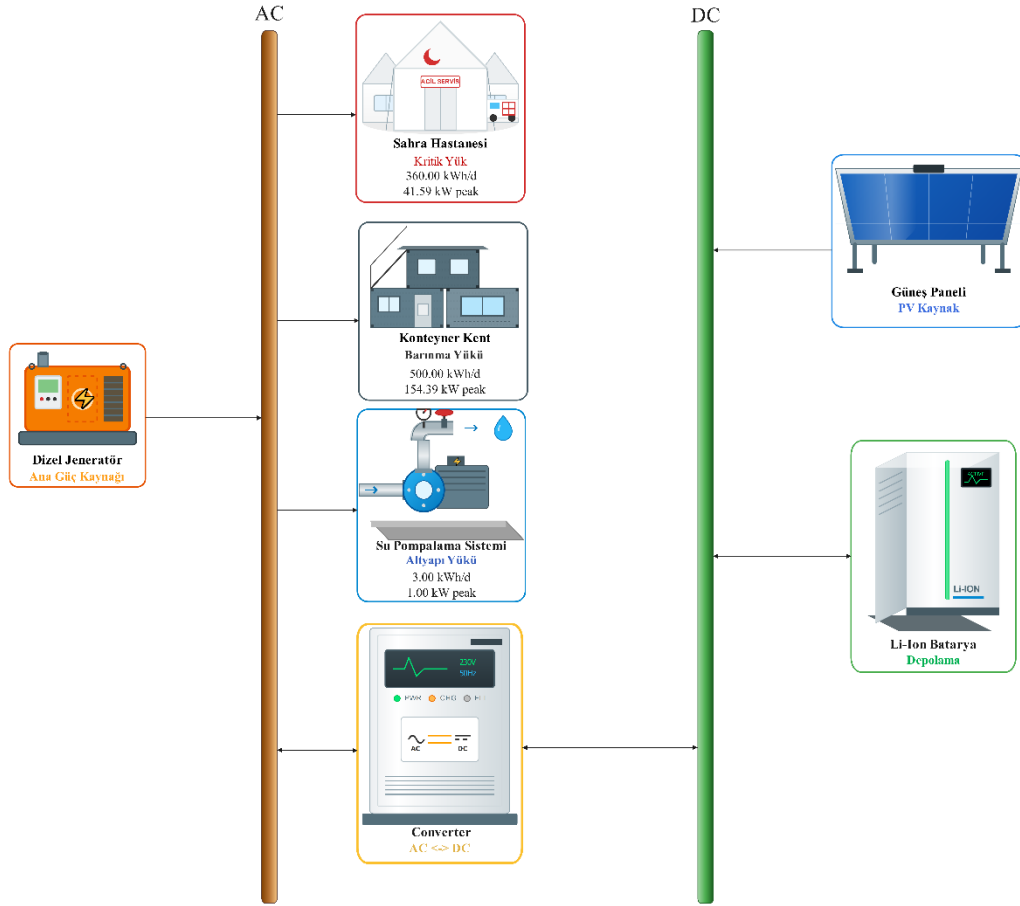 AC
DC
ACİL SERVİS
Sahra Hastanesi
Kritik Yük
360.00 kWh/d
41.59 kW peak
Güneş Paneli
PV Kaynak
Konteyner Kent
Barınma Yükü
500.00 kWh/d
154.39 kW peak
Dizel Jeneratör
Ana Güç Kaynağı
Su Pompalama Sistemi
Altyapı Yükü
3.00 kWh/d
1.00 kW peak
Li-ION
Li-Ion Batarya
Depolama
230V
50Hz
PWR
CHG
AC
DC
Converter
AC <-> DC